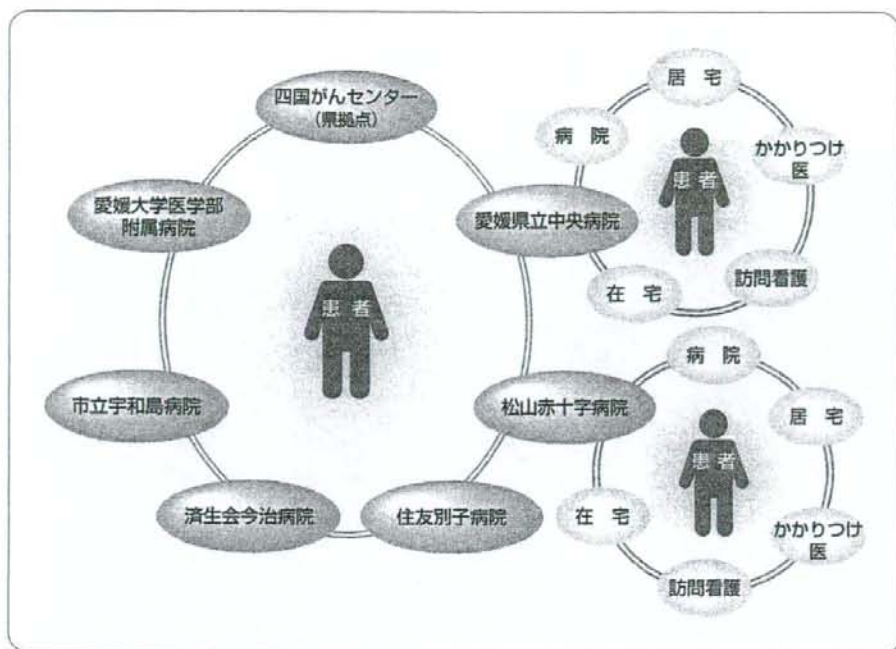 四国がんセンター
（県拠点）
愛媛大学医学部
附属病院
愛媛県立中央病院
患者
市立宇和島病院
松山赤十字病院
済生会今治病院
住友別子病院
居宅
病院
かかりつけ
医
患者
在宅
訪問看護
病院
居宅
患者
在宅
かかりつけ
医
訪問看護